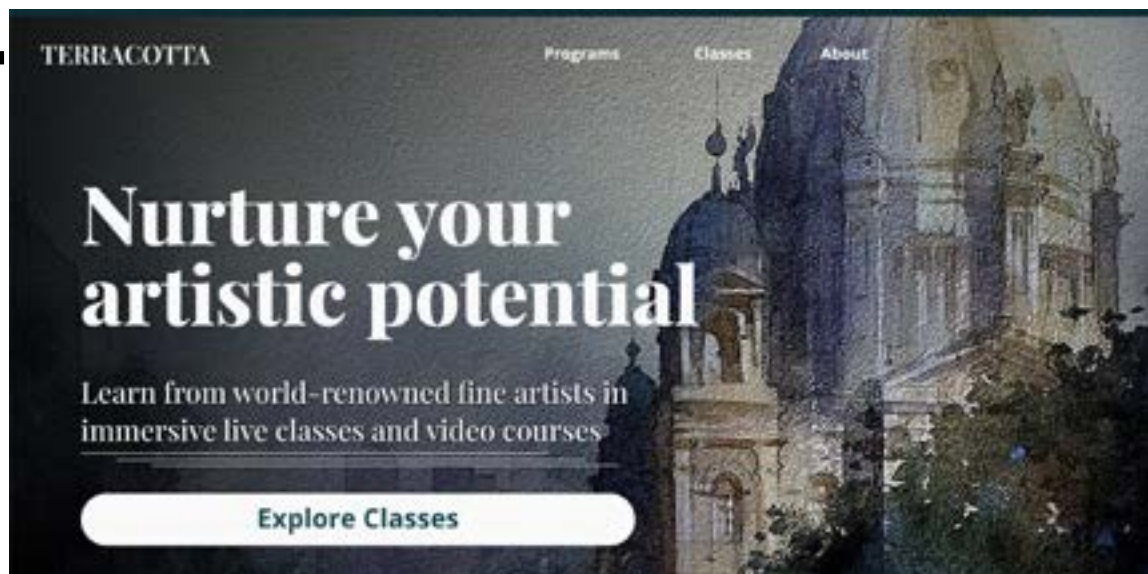 TERRACOTTA
Programs Classes About
Nurture your
artistic potential
Learn from world-renowned fine artists in
immersive live classes and video courses
Explore Classes